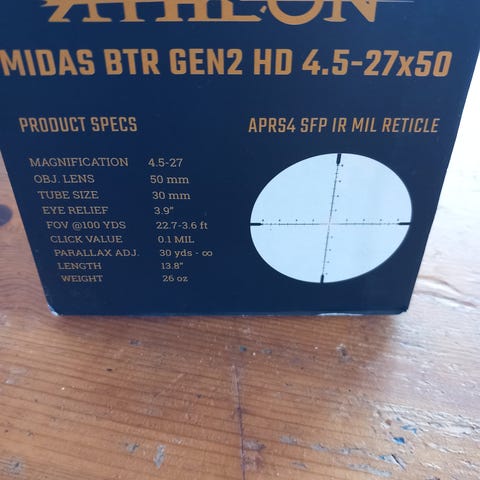 ATHLON
MIDAS BTR GEN2 HD 4.5-27x50
PRODUCT SPECS
MAGNIFICATION 4.5-27
OBJ. LENS 50 mm
TUBE SIZE 30 mm
EYE RELIEF 3.9"
FOV @100 YDS 22.7-3.6 ft
CLICK VALUE 0.1 MIL
PARALLAX ADJ. 30 yds - ∞
LENGTH 13.8"
WEIGHT 26 oz
APRS4 SFP IR MIL RETICLE